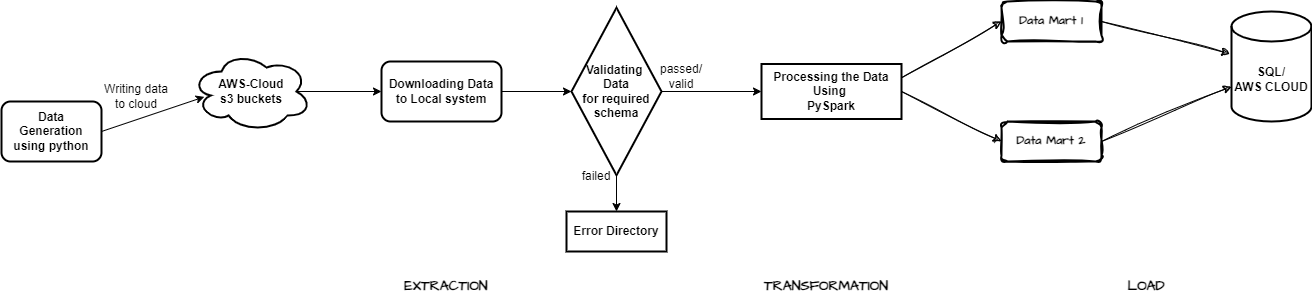 Data
Generation
using python
Writing data
to cloud
AWS-Cloud
s3 buckets
Downloading Data
to Local system
Validating
Data
for required
schema
passed/
valid
failed
Error Directory
Processing the Data
Using
PySpark
Data Mart 1
Data Mart 2
SQL/
AWS CLOUD
EXTRACTION
TRANSFORMATION
LOAD